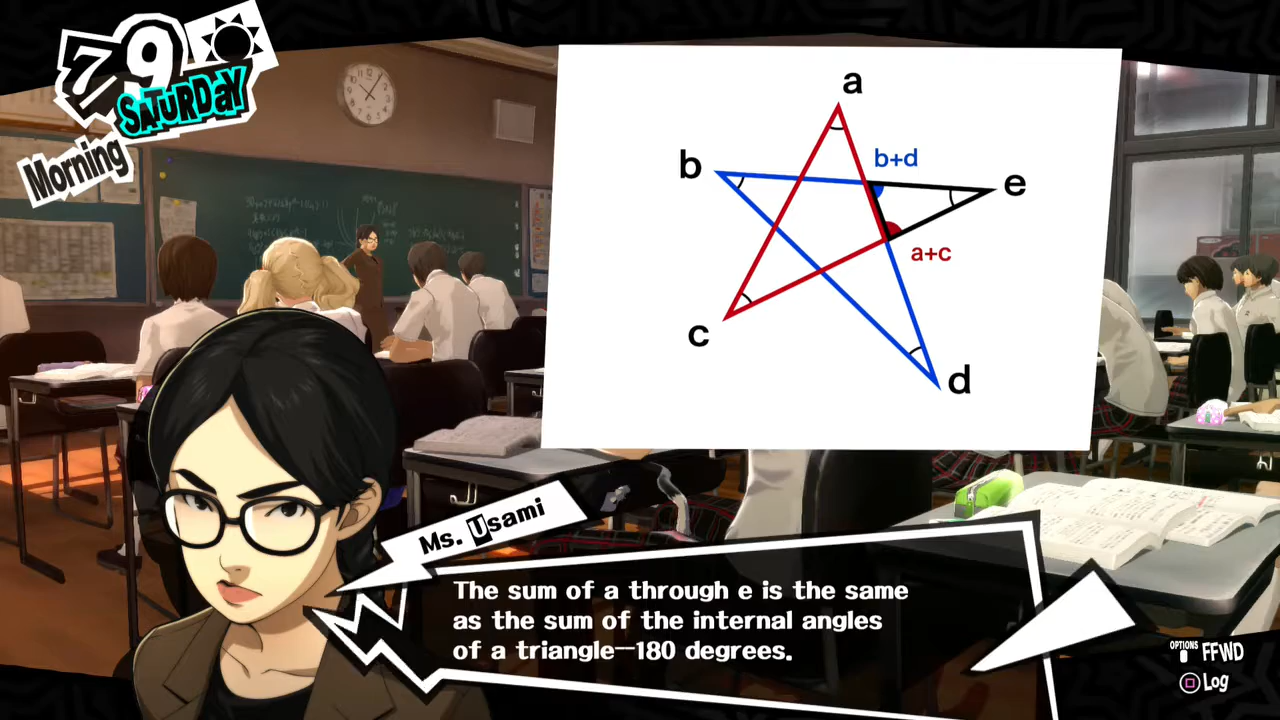 7 9
SATURDAY
Morning
a
b
b+d
e
a+c
c
d
Ms. Usami
The sum of a through e is the same
as the sum of the internal angles
of a triangle—180 degrees.
OPTIONS
FFWD
Log